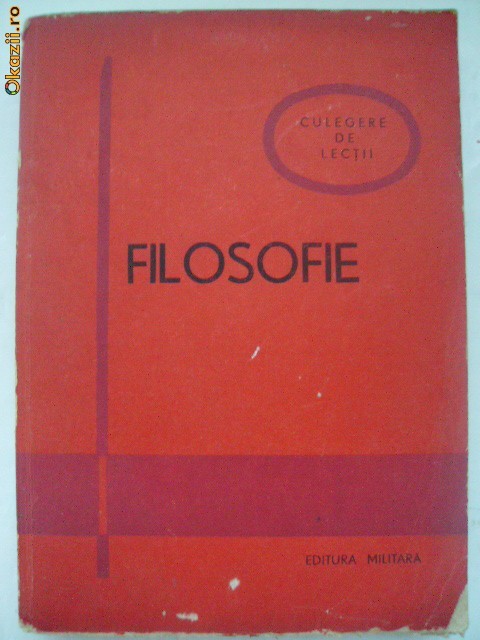 Okazii.ro
CULEGERE
DE
LECȚII
FILOSOFIE
EDITURA MILITARĂ